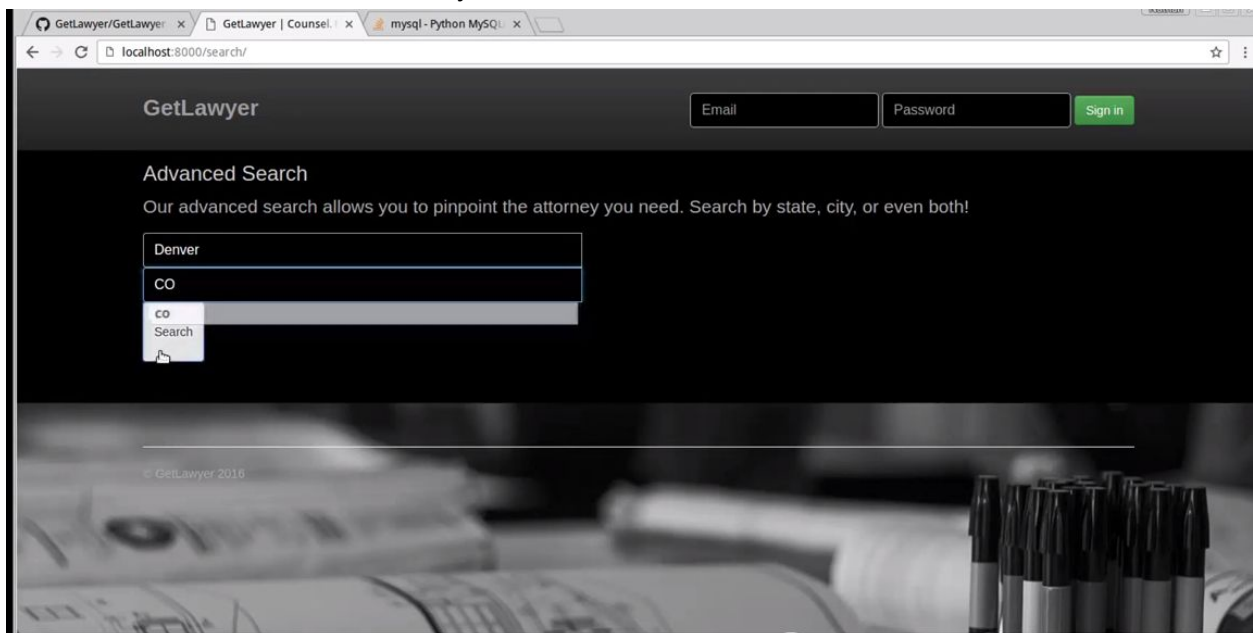 GetLawyer/GetLawyer
GetLawyer | Counsel.
mysql - Python MySQL
localhost:8000/search/
GetLawyer
Email
Password
Sign in
Advanced Search
Our advanced search allows you to pinpoint the attorney you need. Search by state, city, or even both!
Denver
CO
co
Search
© GetLawyer 2016